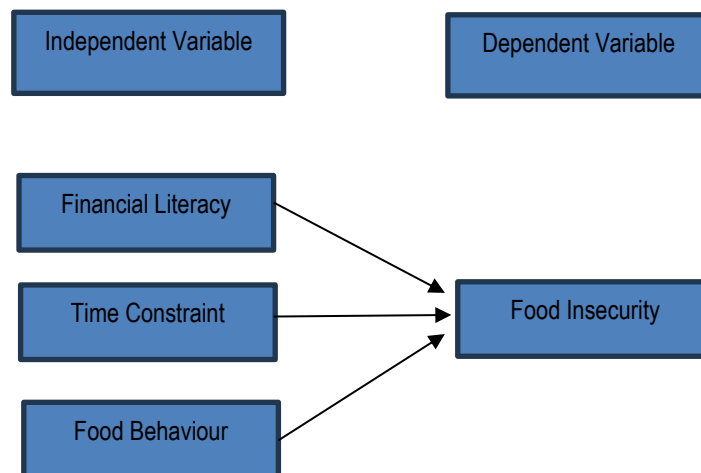 Independent Variable
Dependent Variable
Financial Literacy
Time Constraint
Food Insecurity
Food Behaviour